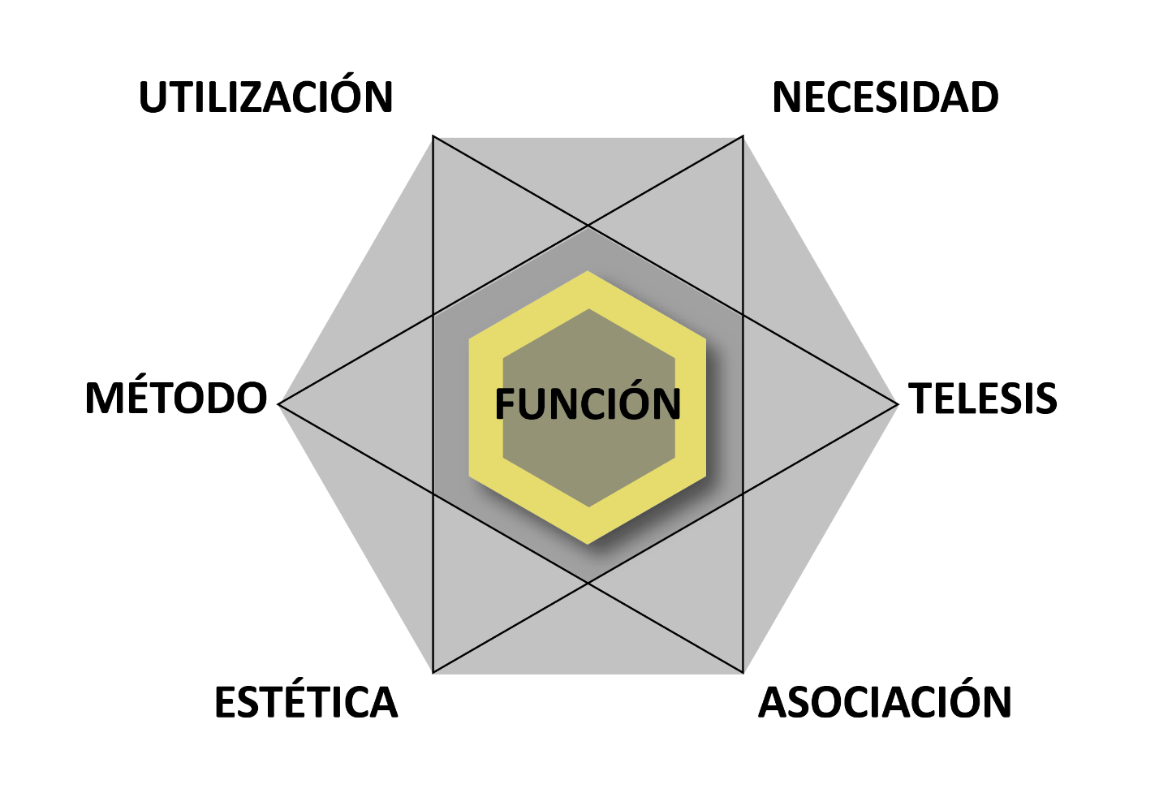 UTILIZACIÓN
NECESIDAD
MÉTODO
FUNCIÓN
TELESIS
ESTÉTICA
ASOCIACIÓN